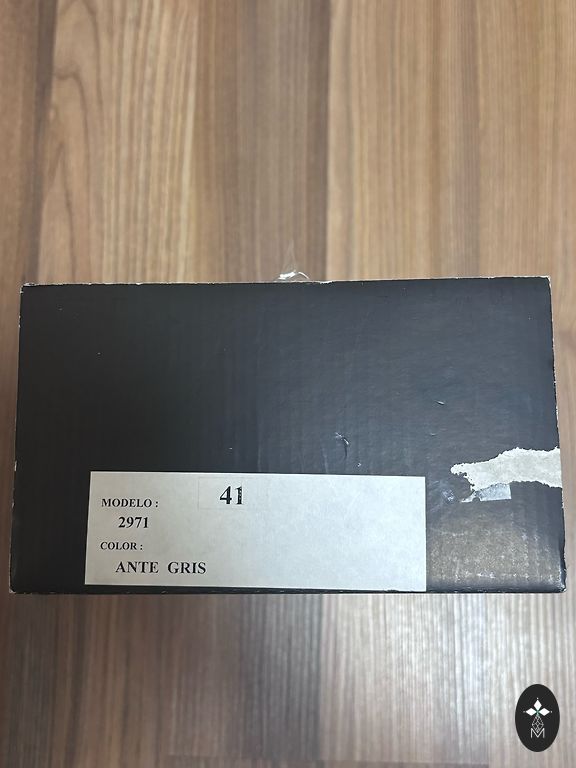 41
MODELO :
2971
COLOR :
ANTE GRIS
M